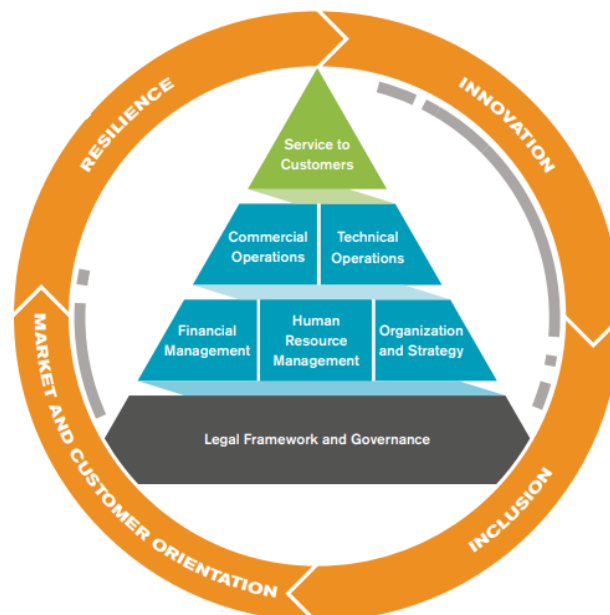 RESILIENCE
INNOVATION
Service to
Customers
Commercial
Operations
Technical
Operations
Financial
Management
Human
Resource
Management
Organization
and Strategy
Legal Framework and Governance
MARKET AND CUSTOMER ORIENTATION
INCLUSION